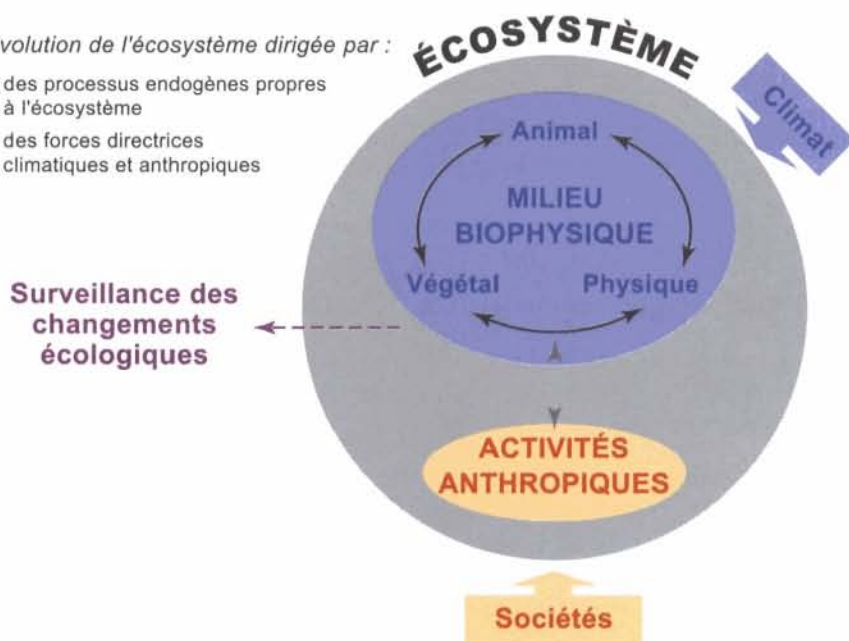 volution de l'écosystème dirigée par :
des processus endogènes propres
à l'écosystème
des forces directrices
climatiques et anthropiques
ÉCOSYSTÈME
Climat
Animal
MILIEU
BIOPHYSIQUE
Végétal
Physique
Surveillance des
changements
écologiques
ACTIVITÉS
ANTHROPIQUES
Sociétés